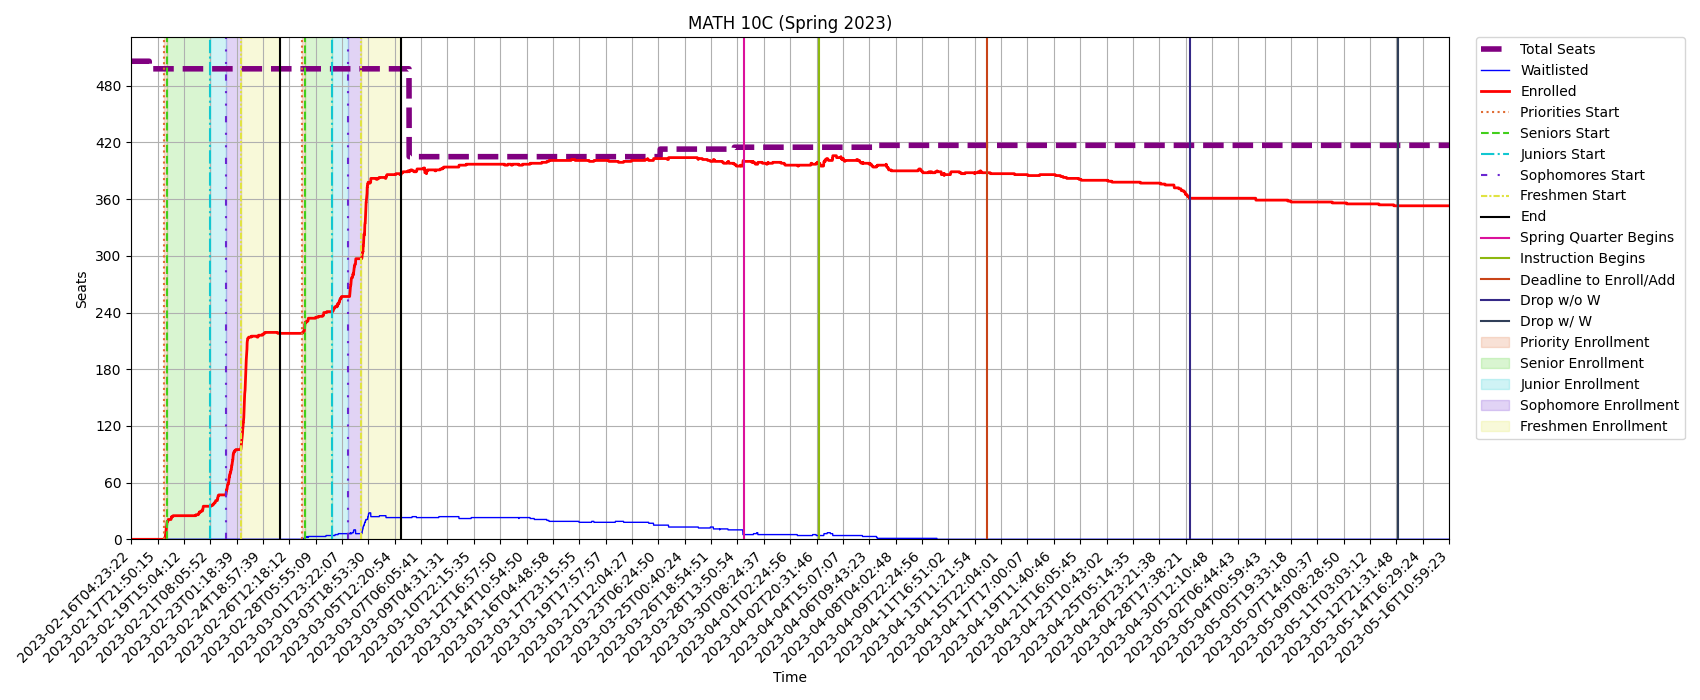 MATH 10C (Spring 2023)
Seats
480
420
360
300
240
180
120
60
0
2023-02-16T04:23:22
2023-02-17T21:50:15
2023-02-19T15:04:12
2023-02-21T08:05:52
2023-02-23T01:18:39
2023-02-24T18:57:39
2023-02-26T12:18:12
2023-02-28T05:55:09
2023-03-01T23:22:07
2023-03-03T18:53:30
2023-03-05T12:20:54
2023-03-07T06:05:41
2023-03-09T04:31:31
2023-03-10T22:15:35
2023-03-12T16:57:50
2023-03-14T10:54:50
2023-03-16T04:48:58
2023-03-17T23:15:55
2023-03-19T17:57:57
2023-03-21T12:04:27
2023-03-23T06:24:50
2023-03-25T00:40:24
2023-03-26T18:54:51
2023-03-28T13:50:54
2023-03-30T08:24:37
2023-04-01T02:24:56
2023-04-02T20:31:46
2023-04-04T15:07:07
2023-04-06T09:43:23
2023-04-08T04:02:48
2023-04-09T22:24:56
2023-04-11T16:51:02
2023-04-13T11:21:54
2023-04-15T22:04:01
2023-04-17T17:00:07
2023-04-19T11:40:46
2023-04-21T16:05:45
2023-04-23T10:43:02
2023-04-25T05:14:35
2023-04-26T23:21:38
2023-04-28T17:38:21
2023-04-30T12:10:48
2023-05-02T06:44:43
2023-05-04T00:59:43
2023-05-05T19:33:18
2023-05-07T14:00:37
2023-05-09T08:28:50
2023-05-11T03:03:12
2023-05-12T21:31:48
2023-05-14T16:29:24
2023-05-16T10:59:23
Time
Total Seats
Waitlisted
Enrolled
Priorities Start
Seniors Start
Juniors Start
Sophomores Start
Freshmen Start
End
Spring Quarter Begins
Instruction Begins
Deadline to Enroll/Add
Drop w/o W
Drop w/ W
Priority Enrollment
Senior Enrollment
Junior Enrollment
Sophomore Enrollment
Freshmen Enrollment